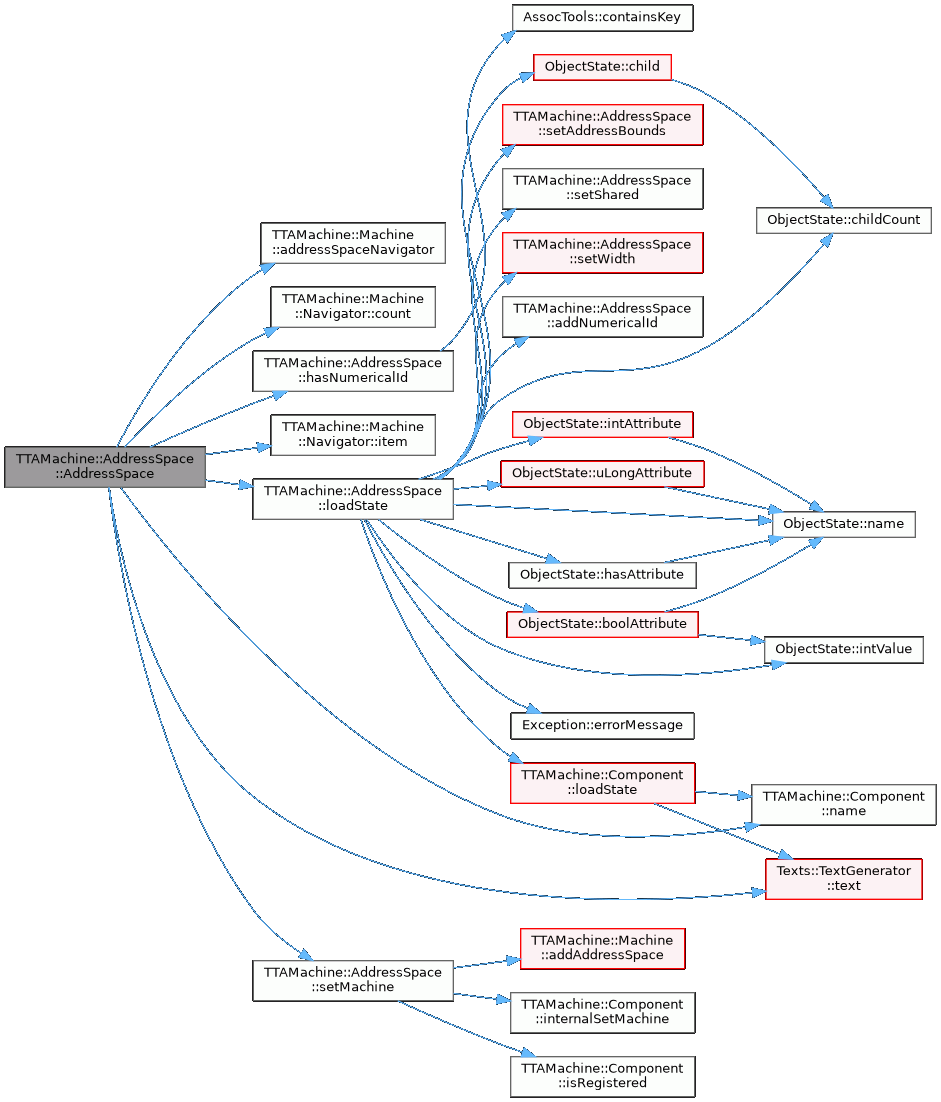 AssocTools::containsKey
ObjectState::child
TTAMachine::AddressSpace
::setAddressBounds
TTAMachine::AddressSpace
::setShared
ObjectState::childCount
TTAMachine::Machine
::addressSpaceNavigator
TTAMachine::AddressSpace
::setWidth
TTAMachine::Machine
::Navigator::count
TTAMachine::AddressSpace
::addNumericalId
TTAMachine::AddressSpace
::hasNumericalId
TTAMachine::Machine
::Navigator::item
ObjectState::intAttribute
TTAMachine::AddressSpace
::AddressSpace
ObjectState::uLongAttribute
TTAMachine::AddressSpace
::loadState
ObjectState::name
ObjectState::hasAttribute
ObjectState::boolAttribute
ObjectState::intValue
Exception::errorMessage
TTAMachine::Component
::loadState
TTAMachine::Component
::name
Texts::TextGenerator
::text
TTAMachine::Machine
::addAddressSpace
TTAMachine::AddressSpace
::setMachine
TTAMachine::Component
::internalSetMachine
TTAMachine::Component
::isRegistered